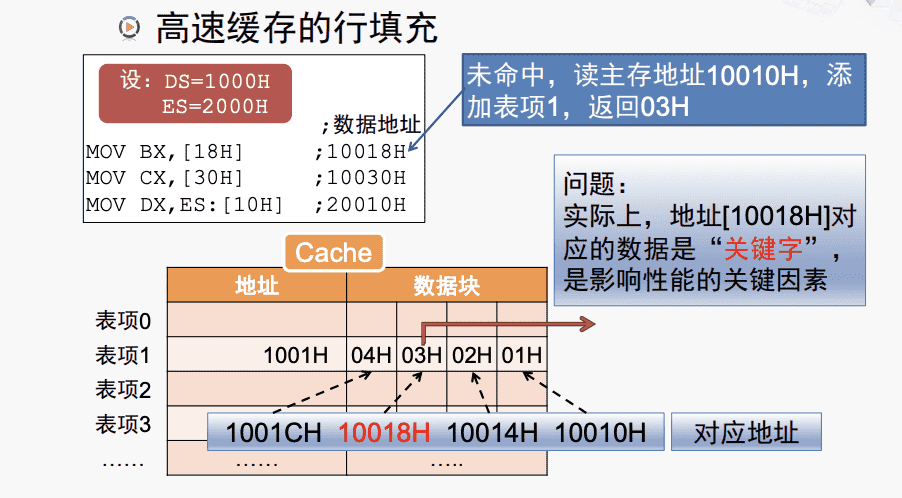 高速缓存的行填充
设：DS=1000H
ES=2000H
;数据地址
MOV BX,[18H] ;10018H
MOV CX,[30H] ;10030H
MOV DX,ES:[10H] ;20010H
未命中，读主存地址10010H，添
加表项1，返回03H
问题：
实际上，地址[10018H]对
应的数据是“关键字”，
是影响性能的关键因素
Cache
地址 数据块
表项0
表项1 1001H 04H 03H 02H 01H
表项2
表项3
1001CH 10018H 10014H 10010H 对应地址
…… …… …..